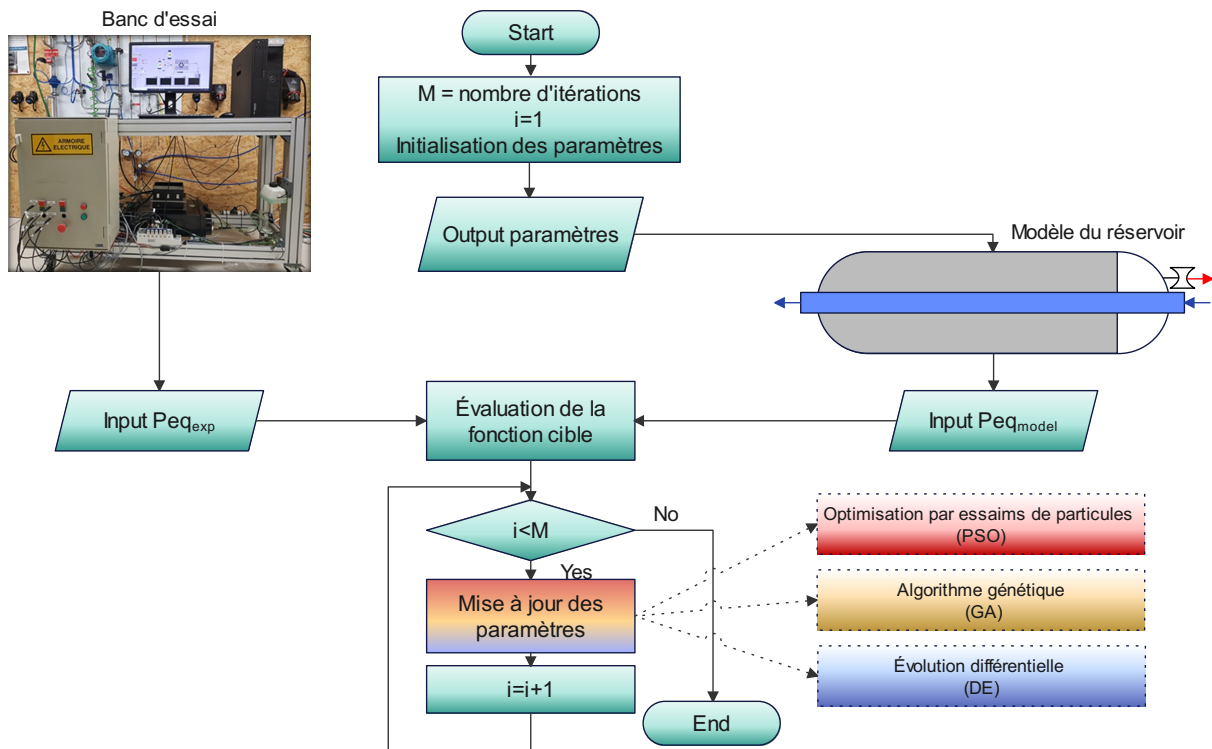 Banc d'essai
ARMOIRE
ELECTRIQUE
Start
M = nombre d'itérations
i=1
Initialisation des paramètres
Output paramètres
Modèle du réservoir
Input Peqexp
Évaluation de la
fonction cible
Input Peqmodel
i<M
No
Yes
Mise à jour des
paramètres
i=i+1
End
Optimisation par essaims de particules
(PSO)
Algorithme génétique
(GA)
Évolution différentielle
(DE)